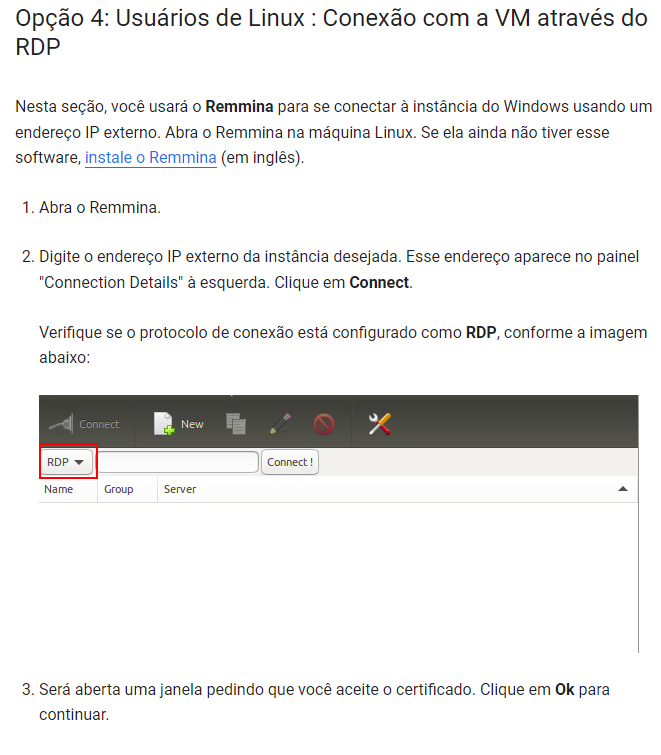 Opção 4: Usuários de Linux : Conexão com a VM através do
RDP
Nesta seção, você usará o Remmina para se conectar à instância do Windows usando um
endereço IP externo. Abra o Remmina na máquina Linux. Se ela ainda não tiver esse
software, instale o Remmina (em inglês).
1. Abra o Remmina.
2. Digite o endereço IP externo da instância desejada. Esse endereço aparece no painel
"Connection Details" à esquerda. Clique em Connect.
Verifique se o protocolo de conexão está configurado como RDP, conforme a imagem
abaixo:
Connect New
RDP Connect !
Name Group Server
3. Será aberta uma janela pedindo que você aceite o certificado. Clique em Ok para
continuar.